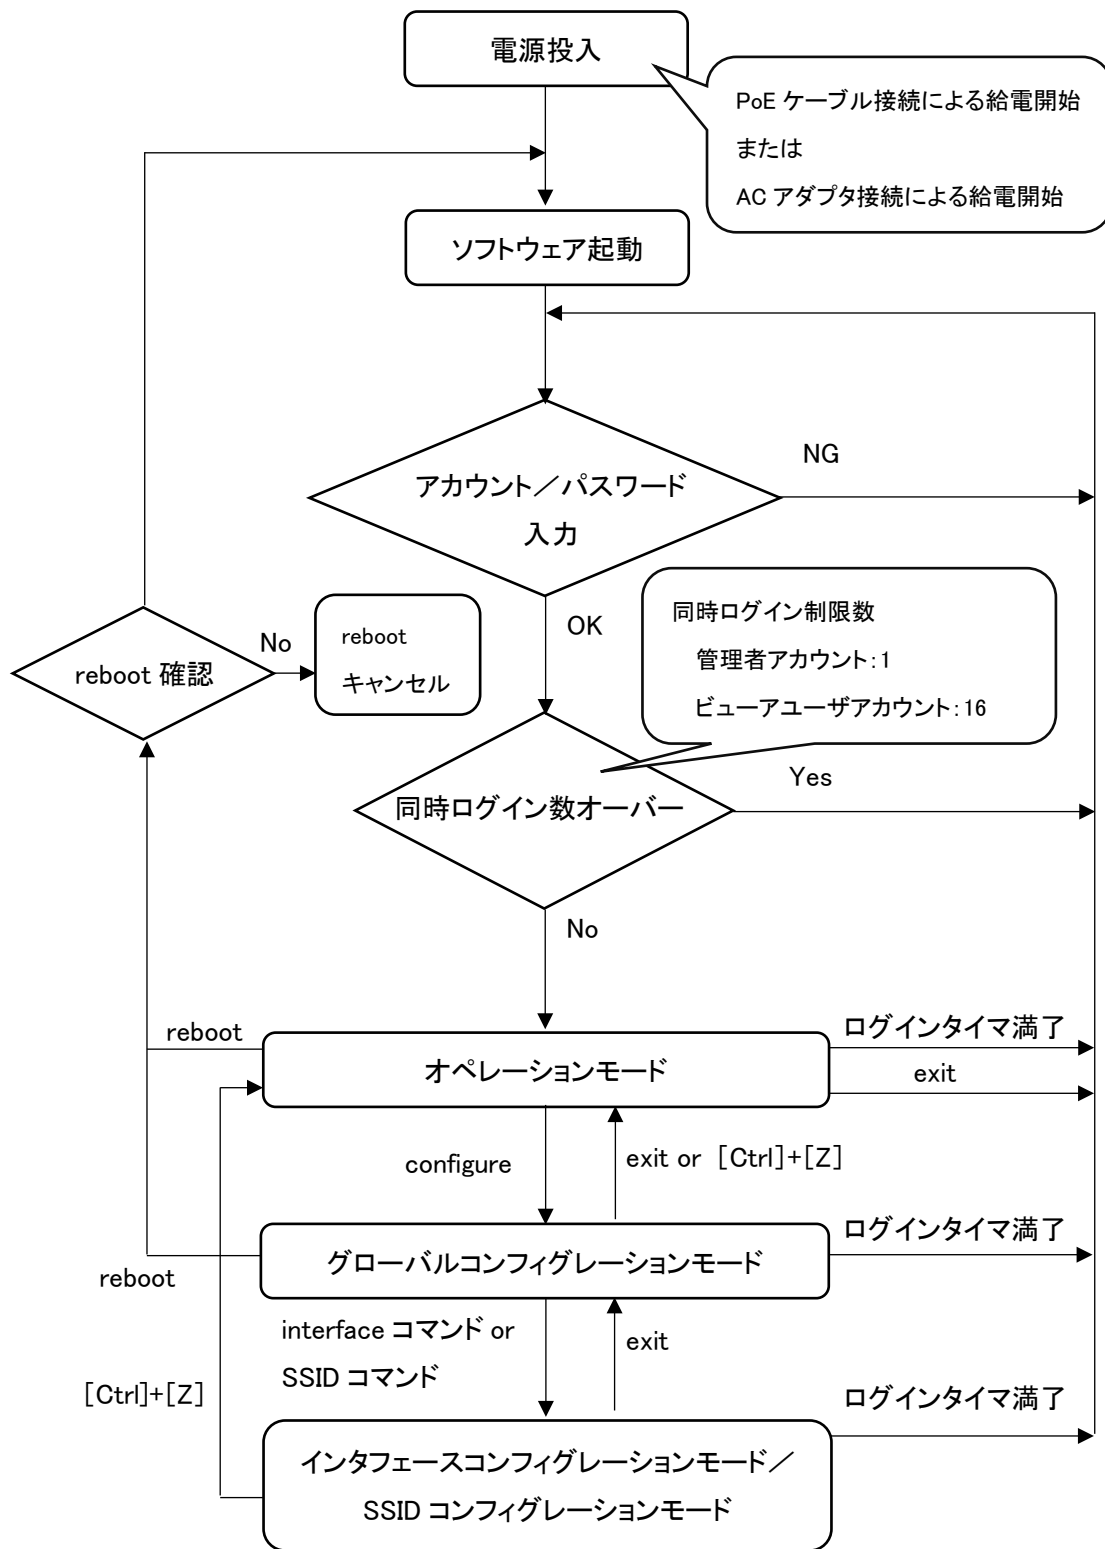 電源投入
PoE ケーブル接続による給電開始
または
AC アダプタ接続による給電開始
ソフトウェア起動
NG
アカウント／パスワード
入力
OK
同時ログイン制限数
管理者アカウント：1
ビューアユーザアカウント：16
No
reboot
キャンセル
reboot 確認
Yes
同時ログイン数オーバー
No
reboot
ログインタイマ満了
オペレーションモード
exit
configure
exit or [Ctrl]+[Z]
ログインタイマ満了
グローバルコンフィグレーションモード
reboot
interface コマンド or
SSID コマンド
exit
[Ctrl]+[Z]
ログインタイマ満了
インタフェースコンフィグレーションモード／
SSID コンフィグレーションモード